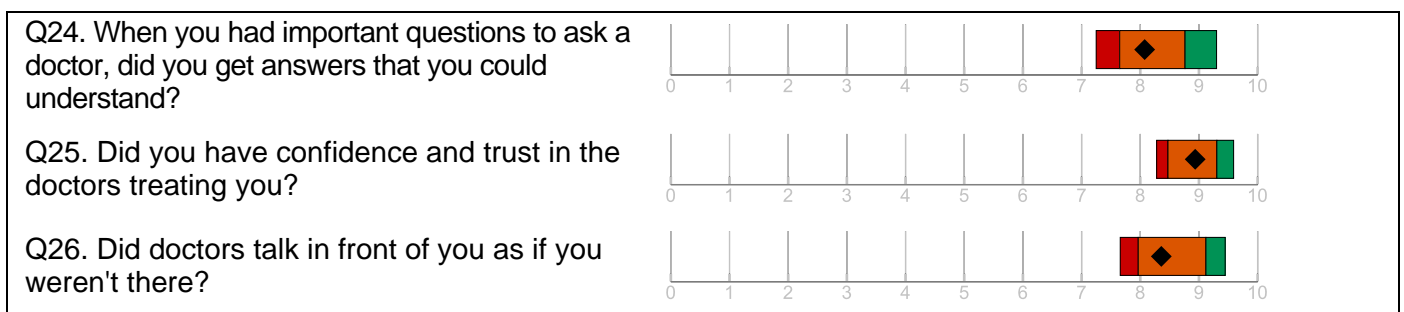 Q24. When you had important questions to ask a
doctor, did you get answers that you could
understand?
0 1 2 3 4 5 6 7 8 9 10
Q25. Did you have confidence and trust in the
doctors treating you?
0 1 2 3 4 5 6 7 8 9 10
Q26. Did doctors talk in front of you as if you
weren't there?
0 1 2 3 4 5 6 7 8 9 10